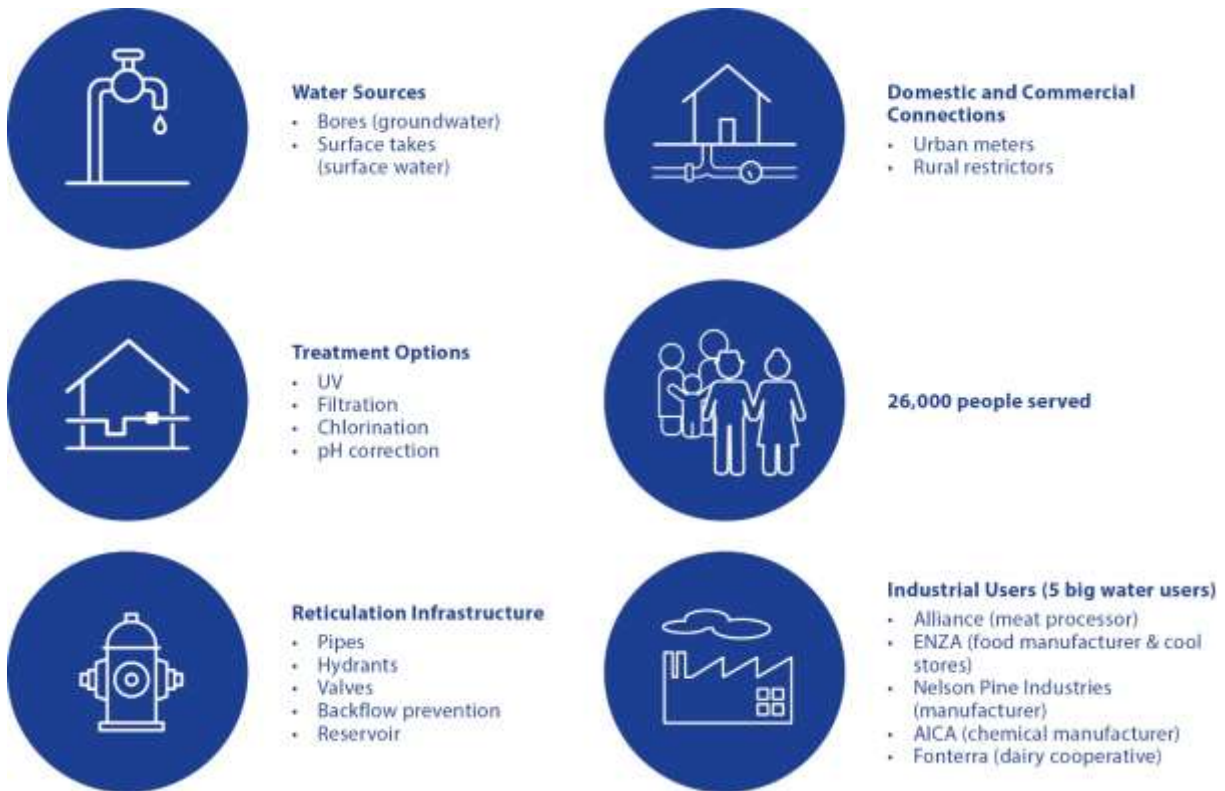 Water Sources
• Bores (groundwater)
• Surface takes
(surface water)
Domestic and Commercial
Connections
• Urban meters
• Rural restrictors
Treatment Options
• UV
• Filtration
• Chlorination
• pH correction
26,000 people served
Reticulation Infrastructure
• Pipes
• Hydrants
• Valves
• Backflow prevention
• Reservoir
Industrial Users (5 big water users)
• Alliance (meat processor)
• ENZA (food manufacturer & cool
stores)
• Nelson Pine Industries
(manufacturer)
• AICA (chemical manufacturer)
• Fonterra (dairy cooperative)